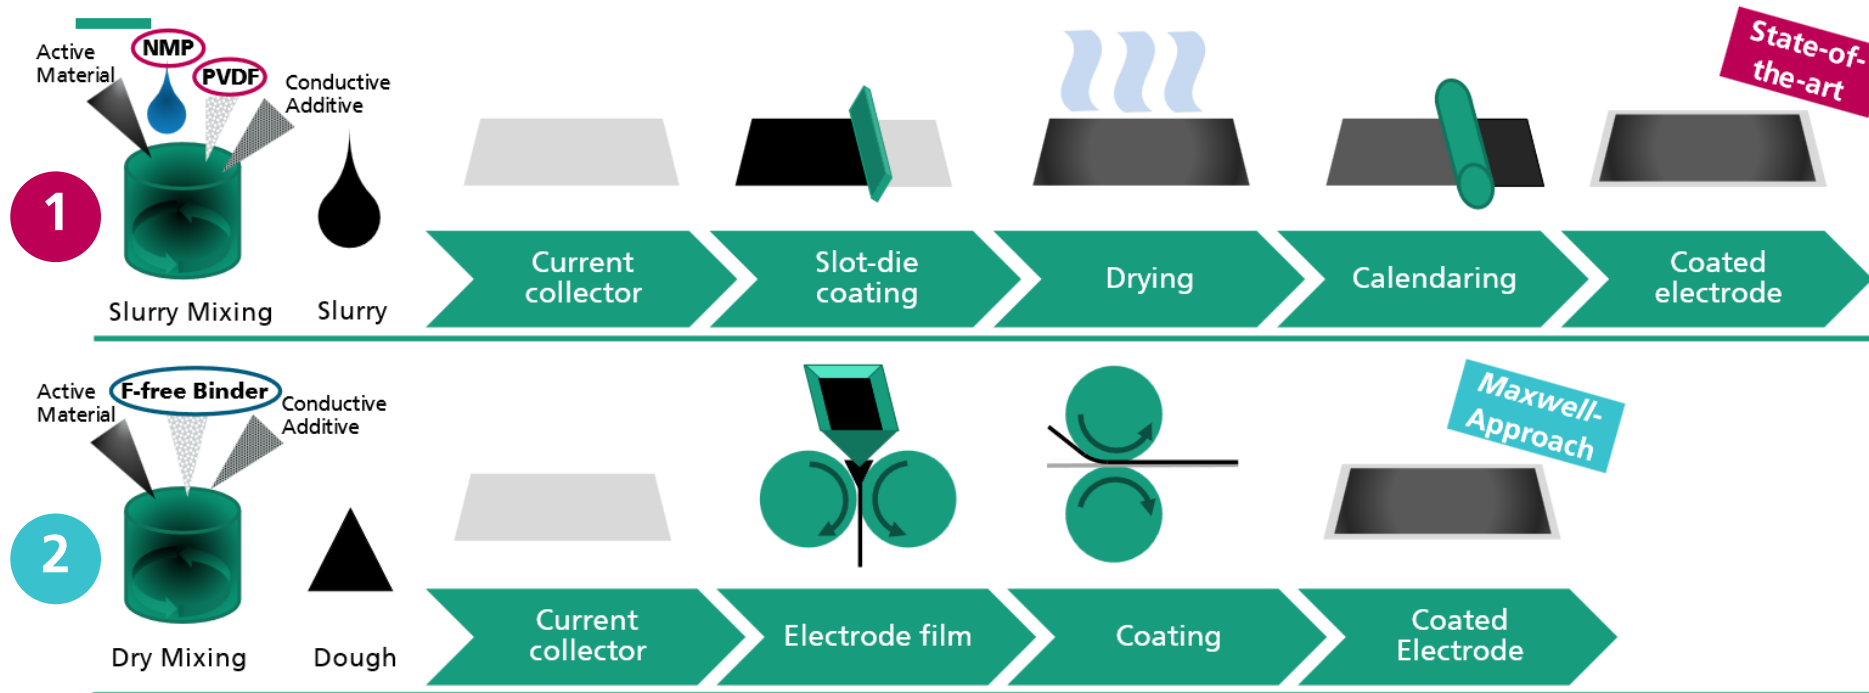 Active
Material
NMP
PVDF
Conductive
Additive
State-of-
the-art
1
Slurry Mixing
Slurry
Current
collector
Slot-die
coating
Drying
Calendaring
Coated
electrode
Active
Material
F-free Binder
Conductive
Additive
Maxwell-
Approach
2
Dry Mixing
Dough
Current
collector
Electrode film
Coating
Coated
Electrode